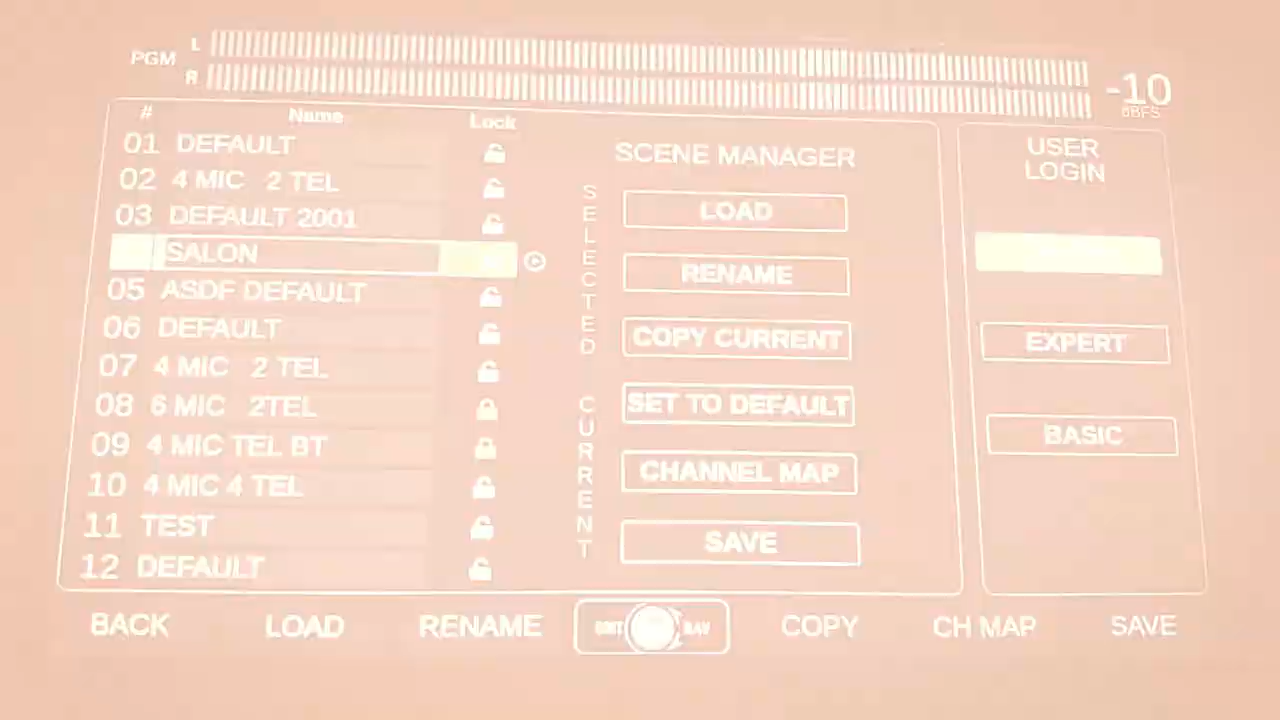 PGM
L
R
-10
dBFS
# Name Lock
01 DEFAULT
02 4 MIC 2 TEL
03 DEFAULT 2001
SALON
05 ASDF DEFAULT
06 DEFAULT
07 4 MIC 2 TEL
08 6 MIC 2TEL
09 4 MIC TEL BT
10 4 MIC 4 TEL
11 TEST
12 DEFAULT
SCENE MANAGER
SELECTED
LOAD
RENAME
COPY CURRENT
CURRENT
SET TO DEFAULT
CHANNEL MAP
SAVE
USER
LOGIN
EXPERT
BASIC
BACK LOAD RENAME EDIT NAV COPY CH MAP SAVE